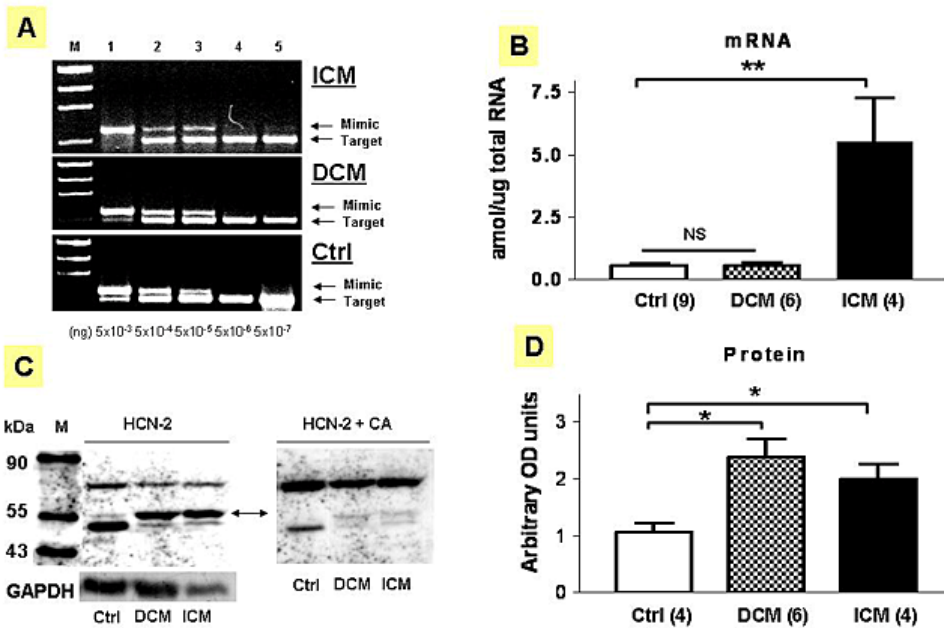 A
M 1 2 3 4 5
ICM
Mimic
Target
DCM
Mimic
Target
Ctrl
Mimic
Target
(ng) 5x10⁻³ 5x10⁻⁴ 5x10⁻⁵ 5x10⁻⁶ 5x10⁻⁷
B
mRNA
**
amol/ug total RNA
7.5
5.0
2.5
0.0
NS
Ctrl (9) DCM (6) ICM (4)
C
kDa M HCN-2 HCN-2 + CA
90
55
43
GAPDH
Ctrl DCM ICM
Ctrl DCM ICM
D
Protein
*
*
Arbitrary OD units
3
2
1
0
Ctrl (4) DCM (6) ICM (4)